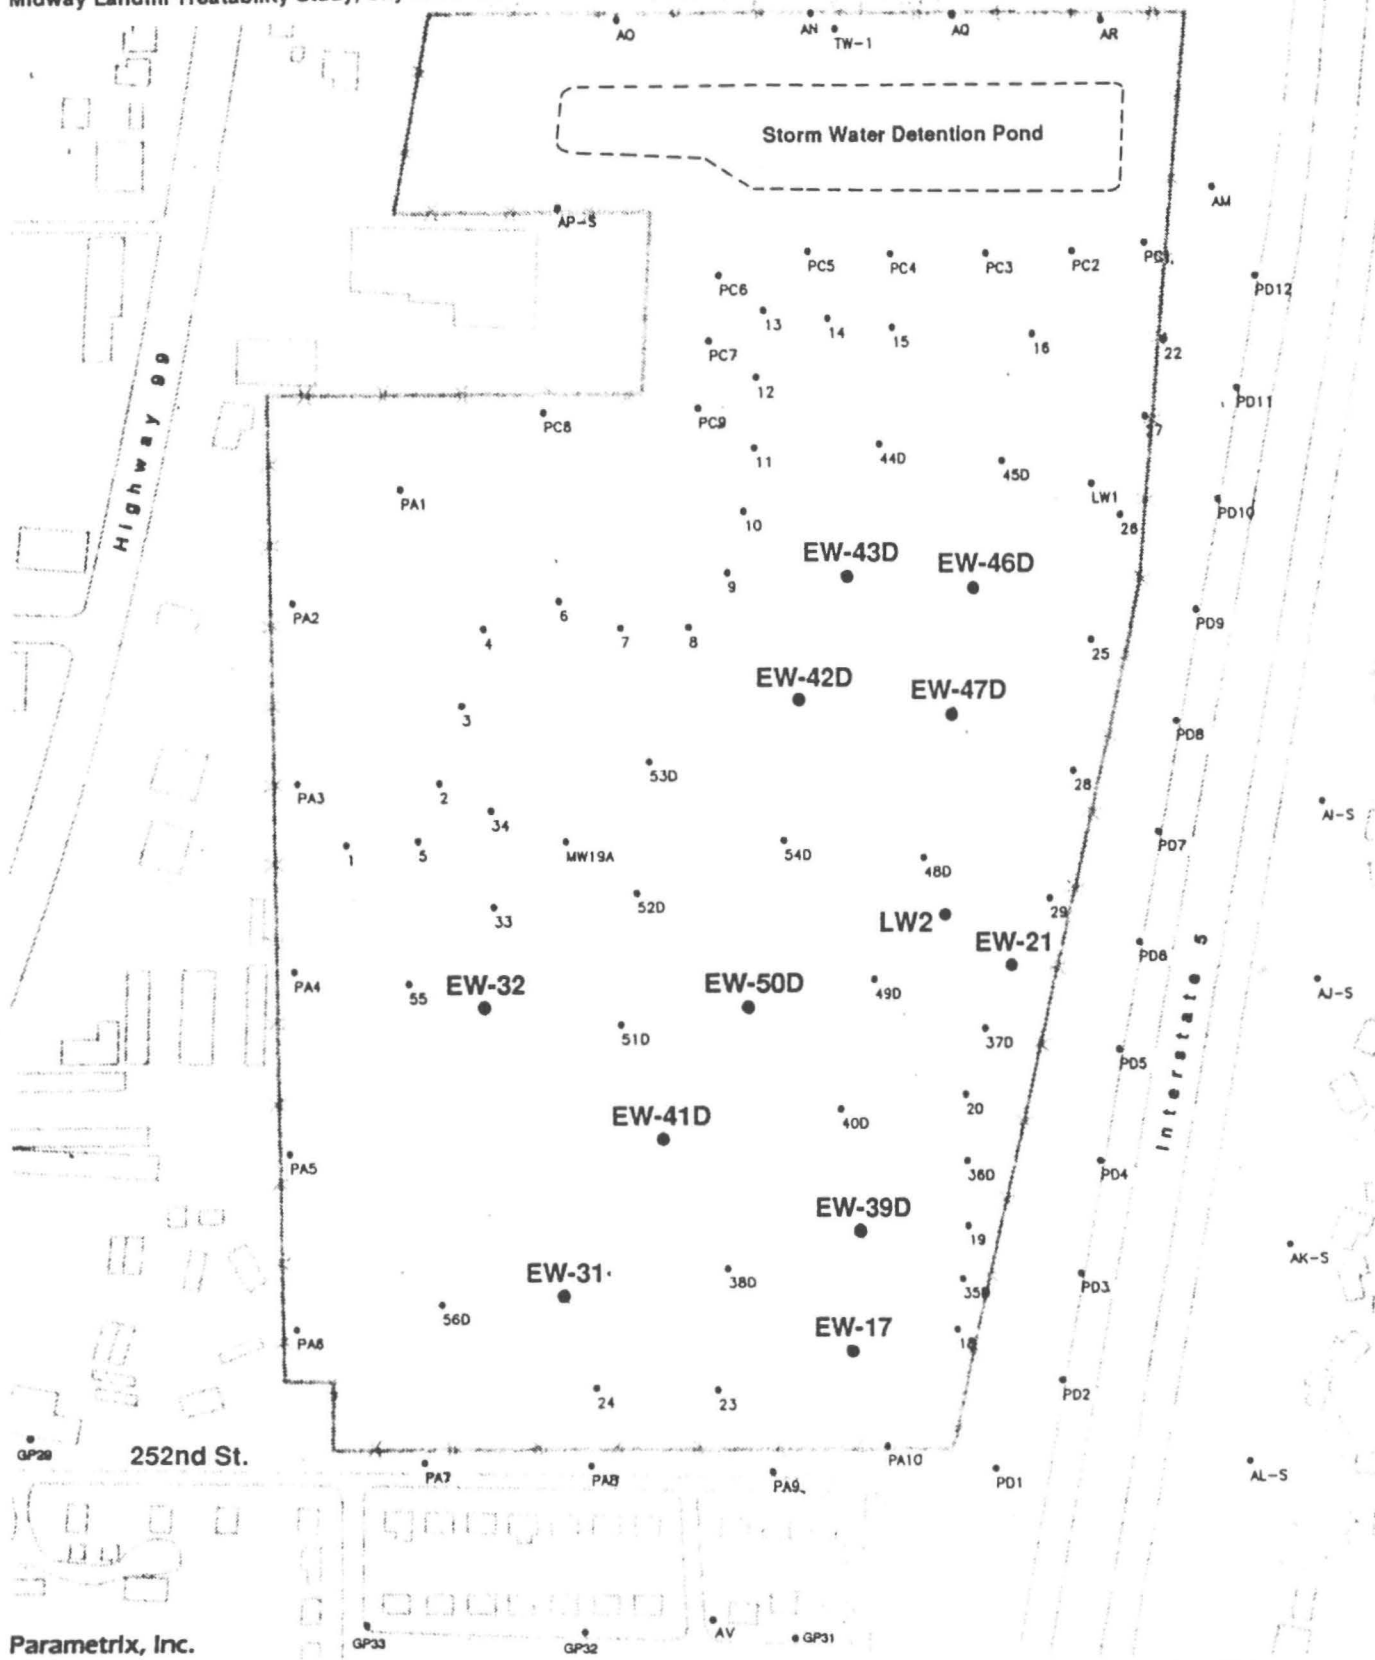 Midway Landfill Treatability Study,
AO
AN
TW-1
AQ
AR
Storm Water Detention Pond
AM
AP-S
PC5
PC4
PC3
PC2
PC6
PD12
13
14
15
16
22
PC7
12
PD11
PC8
PC9
11
44D
45D
Highway 99
PA1
LW1
PD10
10
26
EW-43D
EW-46D
9
PA2
6
PD9
4
7
8
25
EW-42D
EW-47D
3
PD8
53D
28
PA3
2
AI-S
34
PD7
1
5
MW19A
54D
48D
52D
29
33
LW2
EW-21
PD6
PA4
55
EW-32
EW-50D
49D
AJ-S
51D
37D
PD5
Interstate 5
EW-41D
40D
20
PA5
36D
PD4
EW-39D
19
AK-S
EW-31
38D
35D
PD3
56D
PA6
EW-17
18
PD2
24
23
GP29
252nd St.
PA7
PA8
PA9
PA10
PD1
AL-S
Parametrix, Inc.
GP33
GP32
AV
GP31